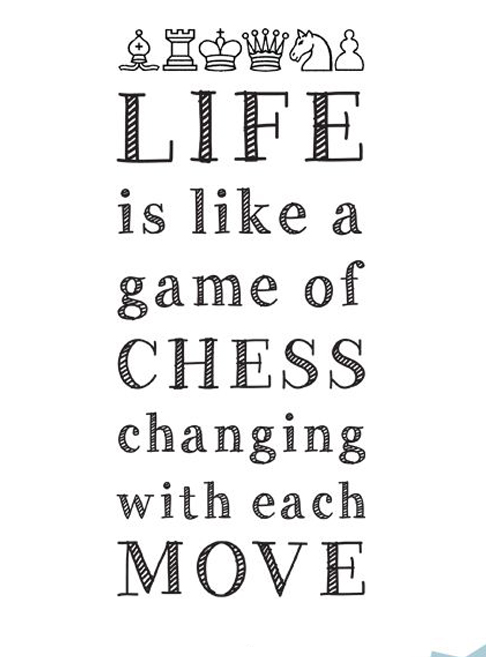 LIFE
is like a
game of
CHESS
changing
with each
MOVE